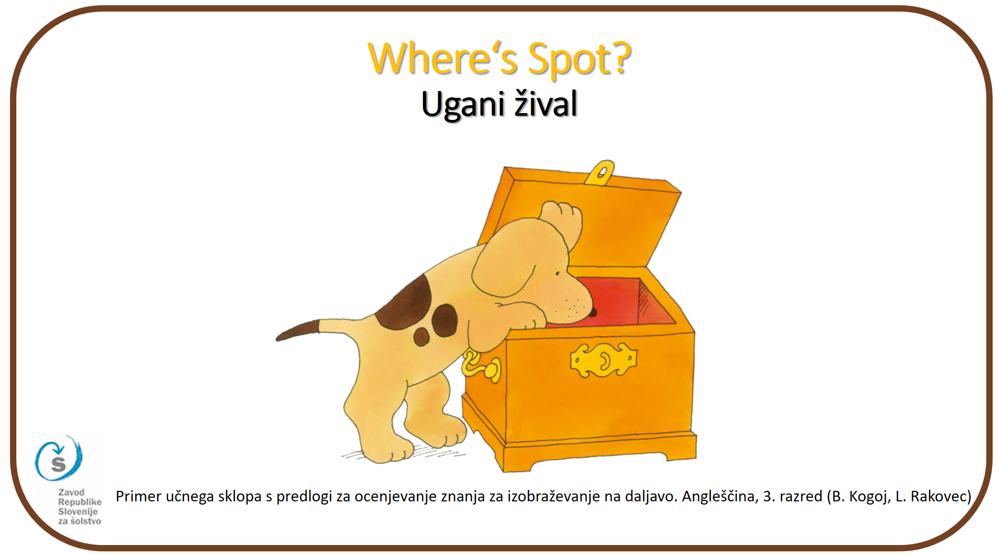 Where‘s Spot?
Ugani žival
Š
Zavod
Republike
Slovenije
za šolstvo
Primer učnega sklopa s predlogi za ocenjevanje znanja za izobraževanje na daljavo. Angleščina, 3. razred (B. Kogoj, L. Rakovec)